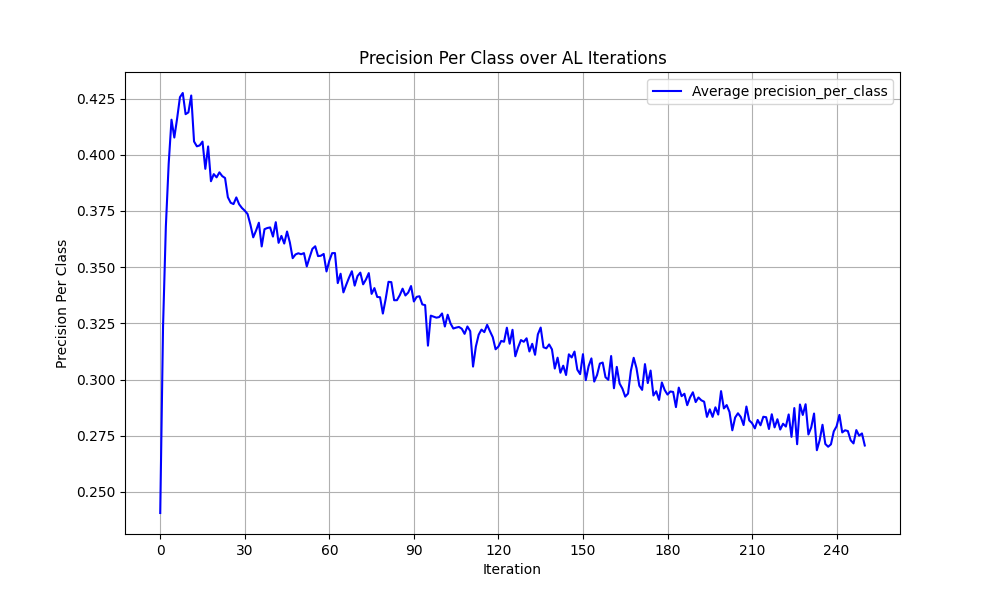 Precision Per Class over AL Iterations
Average precision_per_class
Precision Per Class
0.425
0.400
0.375
0.350
0.325
0.300
0.275
0.250
0 30 60 90 120 150 180 210 240
Iteration